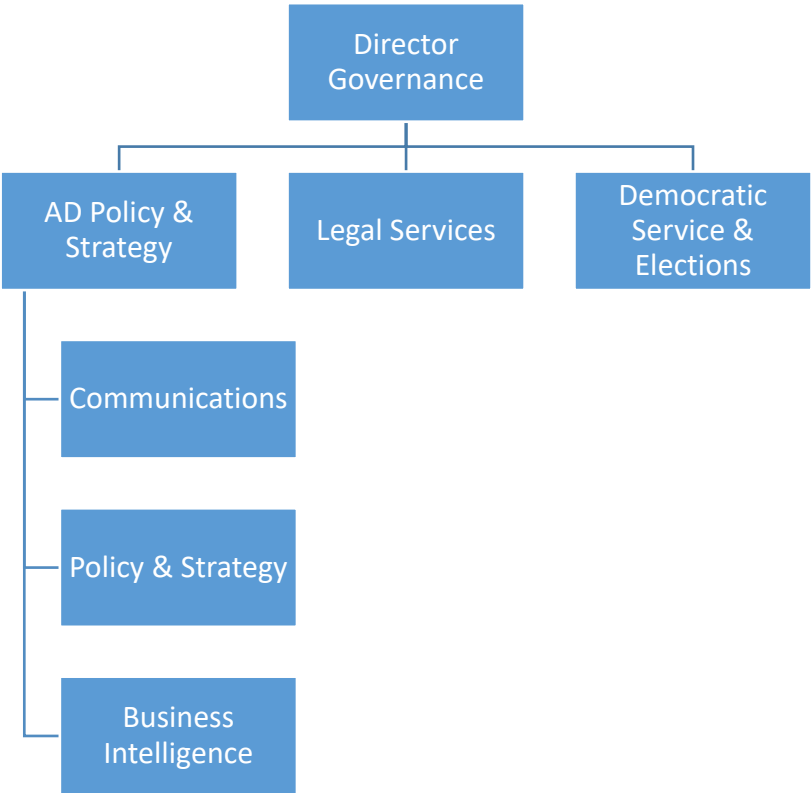 Director
Governance
AD Policy &
Strategy
Legal Services
Democratic
Service &
Elections
Communications
Policy & Strategy
Business
Intelligence